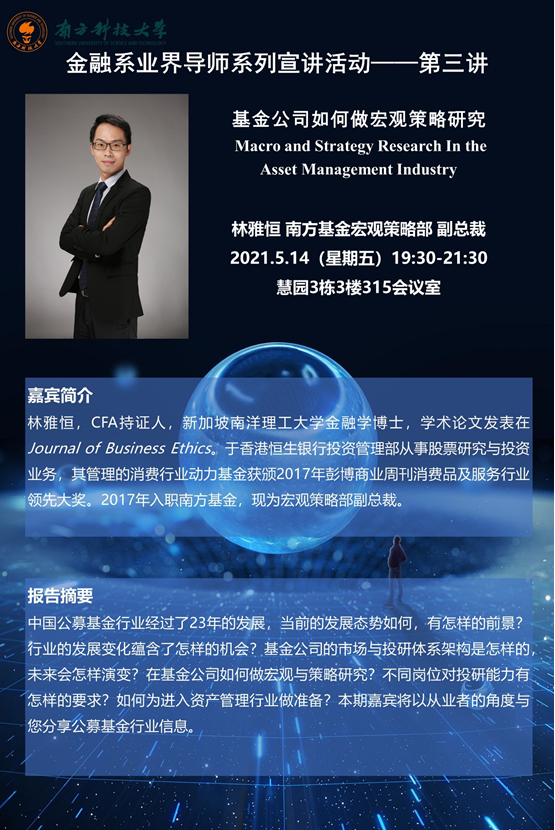 南方科技大学
SOUTHERN UNIVERSITY OF SCIENCE AND TECHNOLOGY
金融系业界导师系列宣讲活动——第三讲
基金公司如何做宏观策略研究
Macro and Strategy Research In the
Asset Management Industry
林雅恒 南方基金宏观策略部 副总裁
2021.5.14（星期五）19:30-21:30
慧园3栋3楼315会议室
嘉宾简介
林雅恒，CFA持证人，新加坡南洋理工大学金融学博士，学术论文发表在
Journal of Business Ethics。于香港恒生银行投资管理部从事股票研究与投资
业务，其管理的消费行业动力基金获颁2017年彭博商业周刊消费品及服务行业
领先大奖。2017年入职南方基金，现为宏观策略部副总裁。
报告摘要
中国公募基金行业经过了23年的发展，当前的发展态势如何，有怎样的前景？
行业的发展变化蕴含了怎样的机会？基金公司的市场与投研体系架构是怎样的，
未来会怎样演变？在基金公司如何做宏观与策略研究？不同岗位对投研能力有
怎样的要求？如何为进入资产管理行业做准备？本期嘉宾将以从业者的角度与
您分享公募基金行业信息。